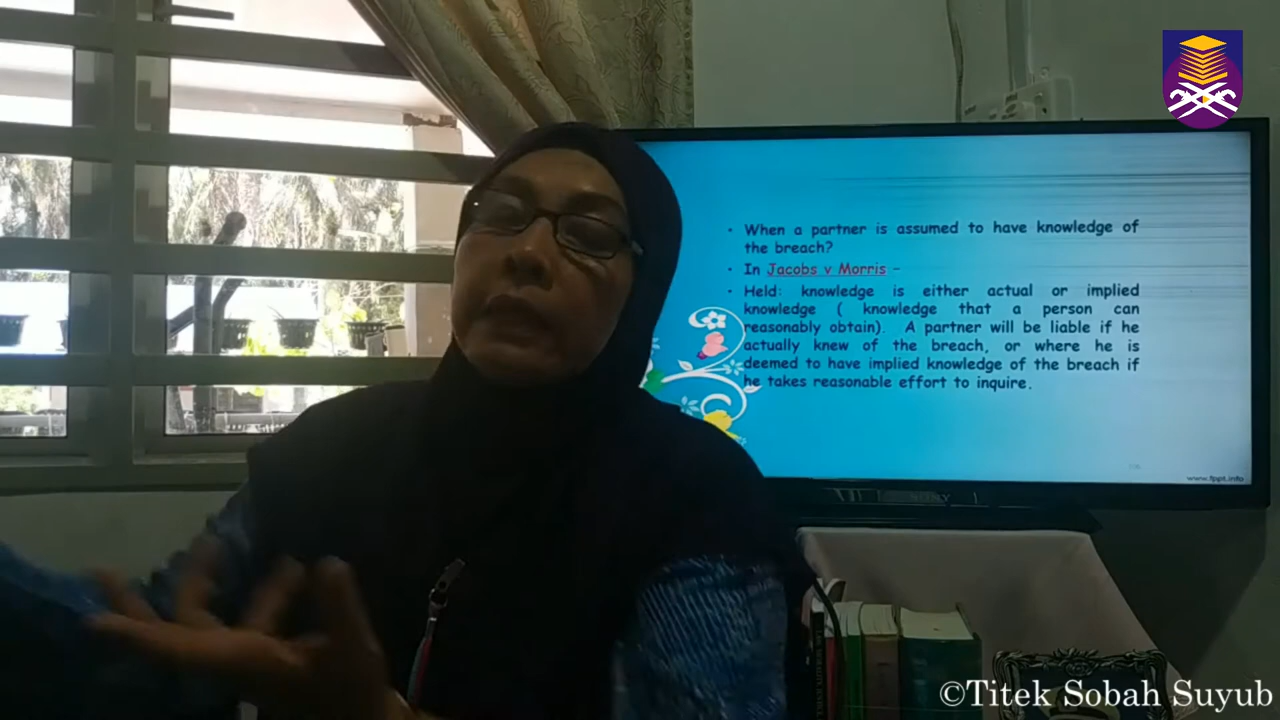 • When a partner is assumed to have knowledge of
the breach?
• In Jacobs v Morris –
• Held: knowledge is either actual or implied
knowledge ( knowledge that a person can
reasonably obtain). A partner will be liable if he
actually knew of the breach, or where he is
deemed to have implied knowledge of the breach if
he takes reasonable effort to inquire.
www.fppt.info
SONY
©Titek Sobah Suyub